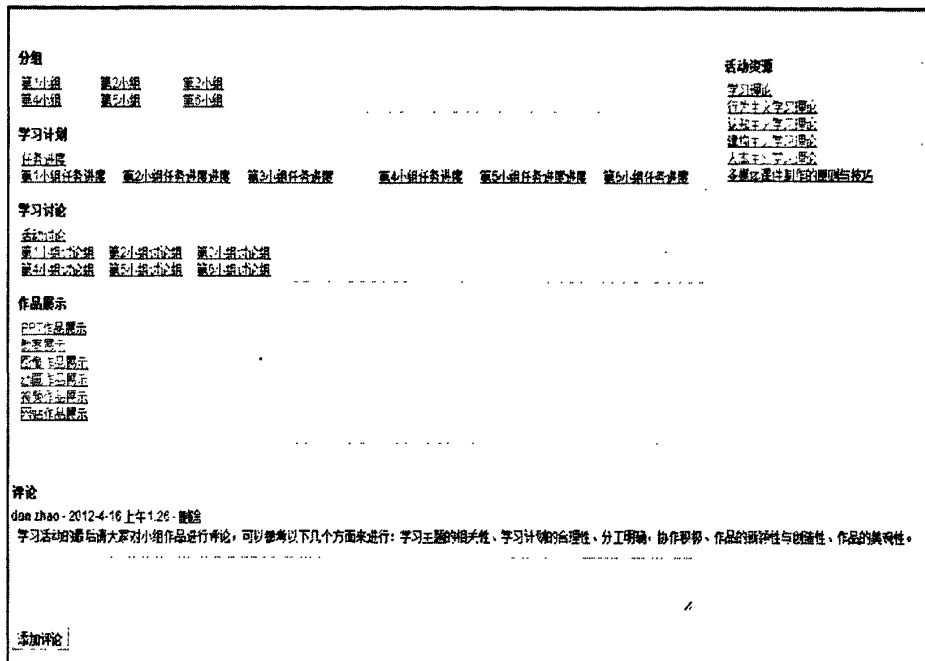 分组
第1小组 第2小组 第3小组
第4小组 第5小组 第6小组
学习计划
任务进度
第1小组任务进度 第2小组任务进度进度 第3小组任务进度 第4小组任务进度 第5小组任务进度进度 第6小组任务进度
学习讨论
活动讨论
第1小组讨论组 第2小组讨论组 第3小组讨论组
第4小组讨论组 第5小组讨论组 第6小组讨论组
作品展示
PPT作品展示
教案展示
图像作品展示
动画作品展示
视频作品展示
网站作品展示
活动资源
学习理论
行为主义学习理论
认知主义学习理论
建构主义学习理论
人本主义学习理论
多媒体课件制作的原则与技巧
评论
dan zhao - 2012-4-16 上午1:26 - 删除
学习活动的最后请大家对小组作品进行评论，可以参考以下几个方面来进行：学习主题的相关性、学习计划的合理性、分工明确，协作积极、作品的新颖性与创造性、作品的美观性。
添加评论